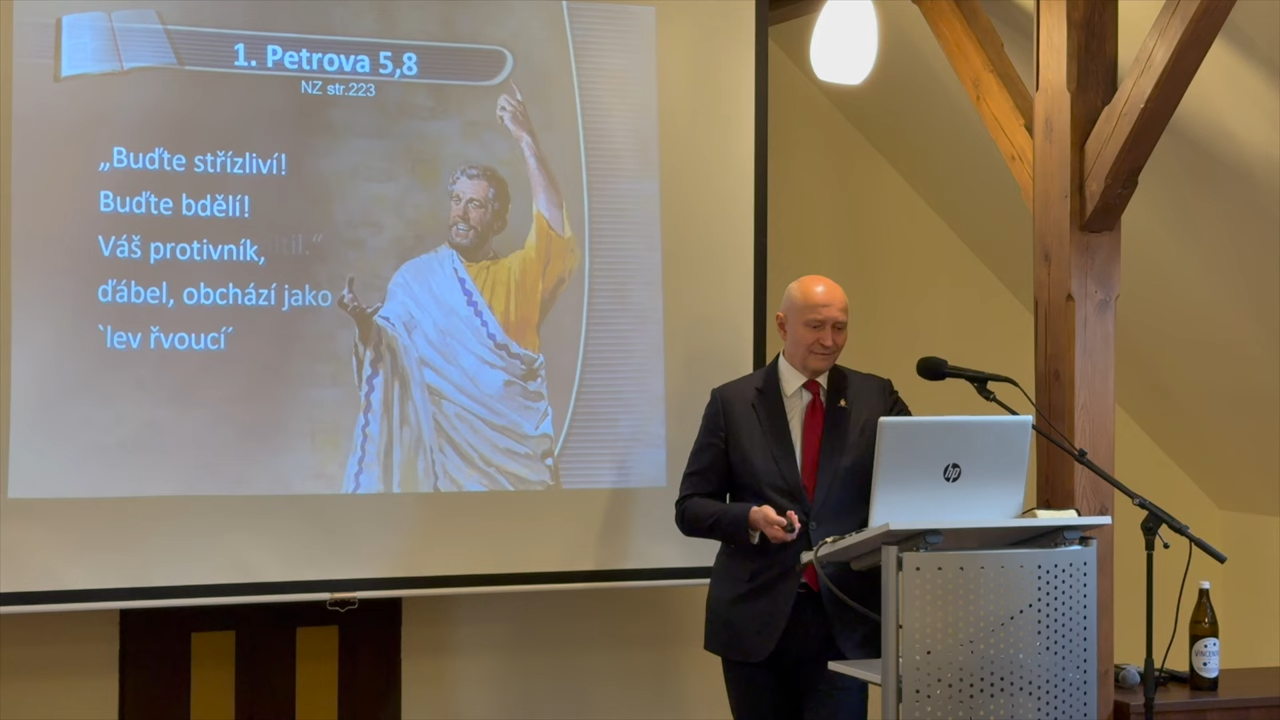 1. Petrova 5,8
NZ str.223
„Buďte střízliví!
Buďte bdělí!
Váš protivník,
ďábel, obchází jako
`lev řvoucí´
hp